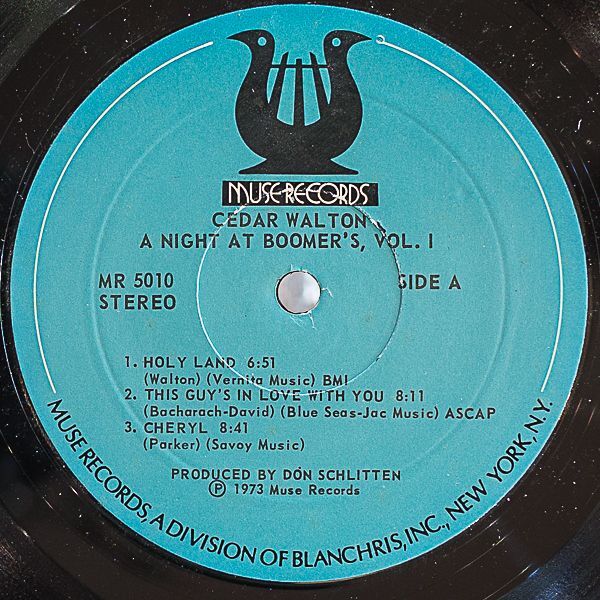 MUSE RECORDS
CEDAR WALTON
A NIGHT AT BOOMER'S, VOL. I
MR 5010
STEREO
SIDE A
1. HOLY LAND 6:51
(Walton) (Vernita Music) BMI
2. THIS GUY'S IN LOVE WITH YOU 8:11
(Bacharach-David) (Blue Seas-Jac Music) ASCAP
3. CHERYL 8:41
(Parker) (Savoy Music)
PRODUCED BY DON SCHLITTEN
Ⓟ 1973 Muse Records
MUSE RECORDS, A DIVISION OF BLANCHRIS, INC., NEW YORK, N.Y.